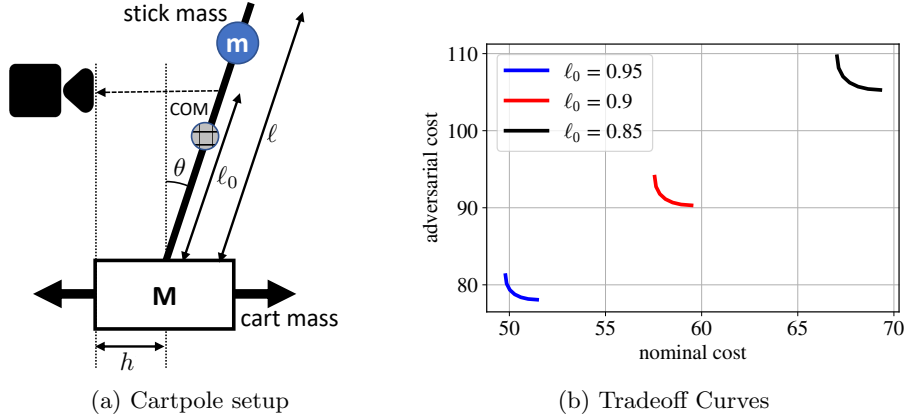 stick mass
m
COM
θ
ℓ₀
ℓ
M
cart mass
h
(a) Cartpole setup
110
100
90
80
adversarial cost
ℓ₀ = 0.95
ℓ₀ = 0.9
ℓ₀ = 0.85
50 55 60 65 70
nominal cost
(b) Tradeoff Curves